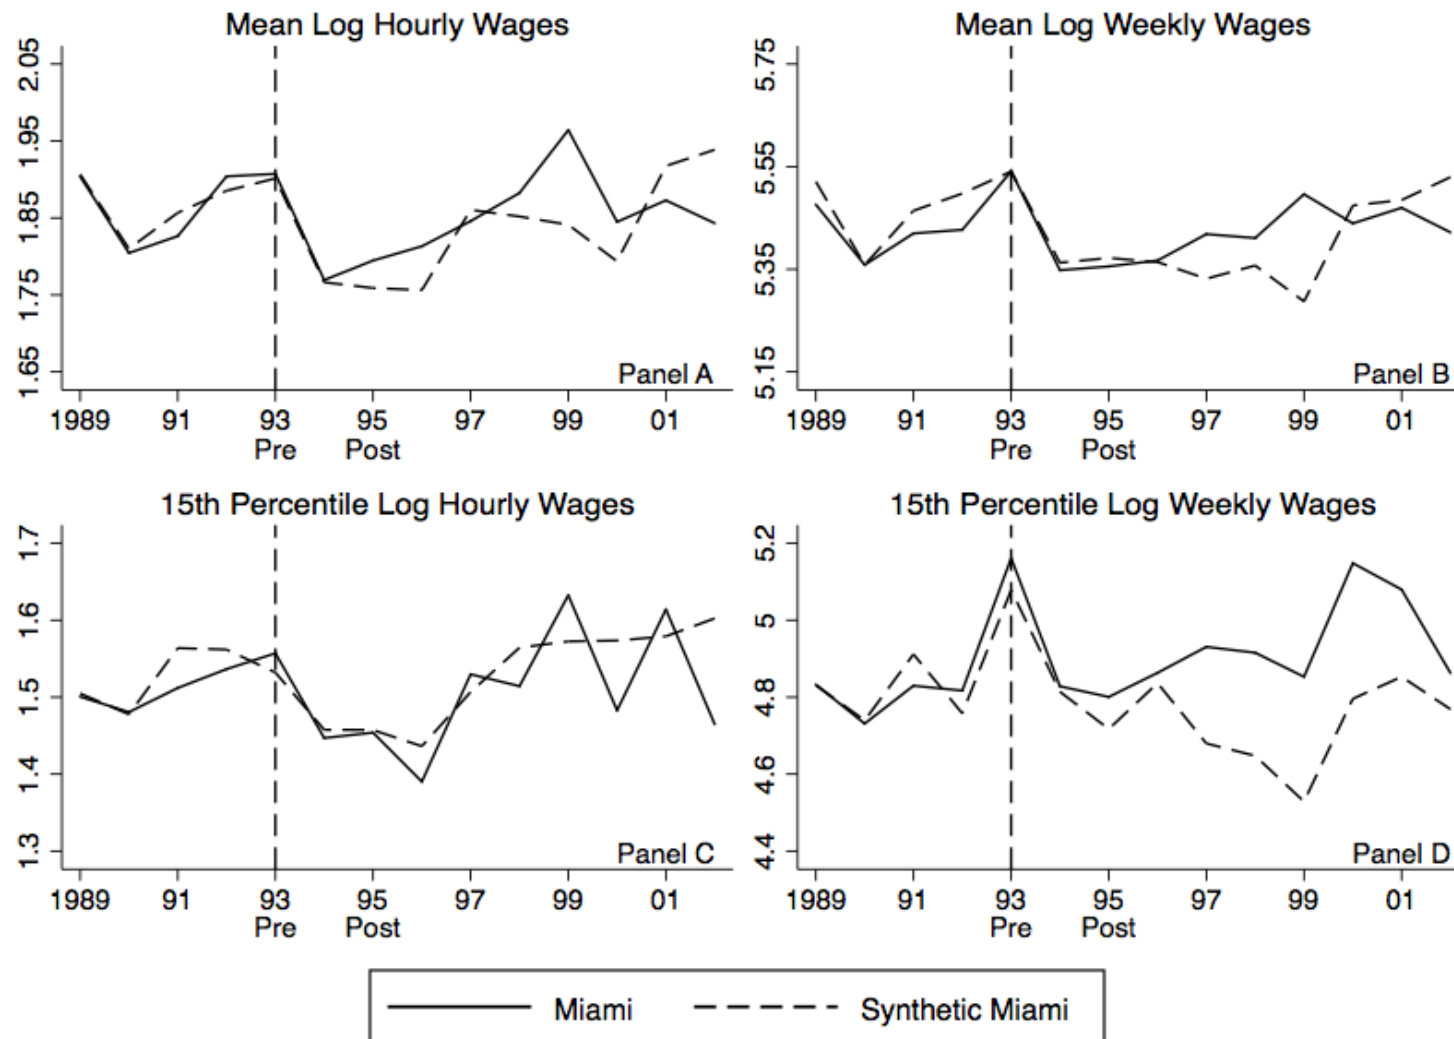 Mean Log Hourly Wages
2.05
1.95
1.85
1.75
1.65
Panel A
1989 91 93 95 97 99 01
Pre Post
Mean Log Weekly Wages
5.75
5.55
5.35
5.15
Panel B
1989 91 93 95 97 99 01
Pre Post
15th Percentile Log Hourly Wages
1.7
1.6
1.5
1.4
1.3
Panel C
1989 91 93 95 97 99 01
Pre Post
15th Percentile Log Weekly Wages
5.2
5
4.8
4.6
4.4
Panel D
1989 91 93 95 97 99 01
Pre Post
Miami Synthetic Miami